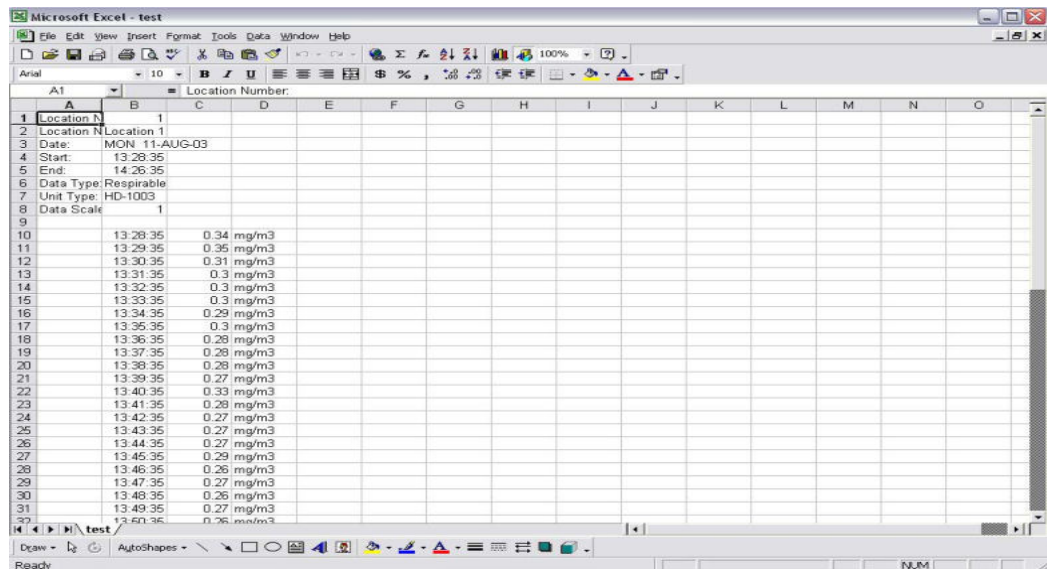 Microsoft Excel - test
File Edit View Insert Format Tools Data Window Help
100%
Arial 10 B I U $ % ,
A1 = Location Number:
A B C D E F G H I J K L M N O
1 Location N 1
2 Location N Location 1
3 Date: MON 11-AUG-03
4 Start: 13:28:35
5 End: 14:26:35
6 Data Type: Respirable
7 Unit Type: HD-1003
8 Data Scale 1
9
10 13:28:35 0.34 mg/m3
11 13:29:35 0.35 mg/m3
12 13:30:35 0.31 mg/m3
13 13:31:35 0.3 mg/m3
14 13:32:35 0.3 mg/m3
15 13:33:35 0.3 mg/m3
16 13:34:35 0.29 mg/m3
17 13:35:35 0.3 mg/m3
18 13:36:35 0.28 mg/m3
19 13:37:35 0.28 mg/m3
20 13:38:35 0.28 mg/m3
21 13:39:35 0.27 mg/m3
22 13:40:35 0.33 mg/m3
23 13:41:35 0.28 mg/m3
24 13:42:35 0.27 mg/m3
25 13:43:35 0.27 mg/m3
26 13:44:35 0.27 mg/m3
27 13:45:35 0.29 mg/m3
28 13:46:35 0.26 mg/m3
29 13:47:35 0.27 mg/m3
30 13:48:35 0.26 mg/m3
31 13:49:35 0.27 mg/m3
32 13:50:35 0.26 mg/m3
test
Draw AutoShapes
Ready NUM